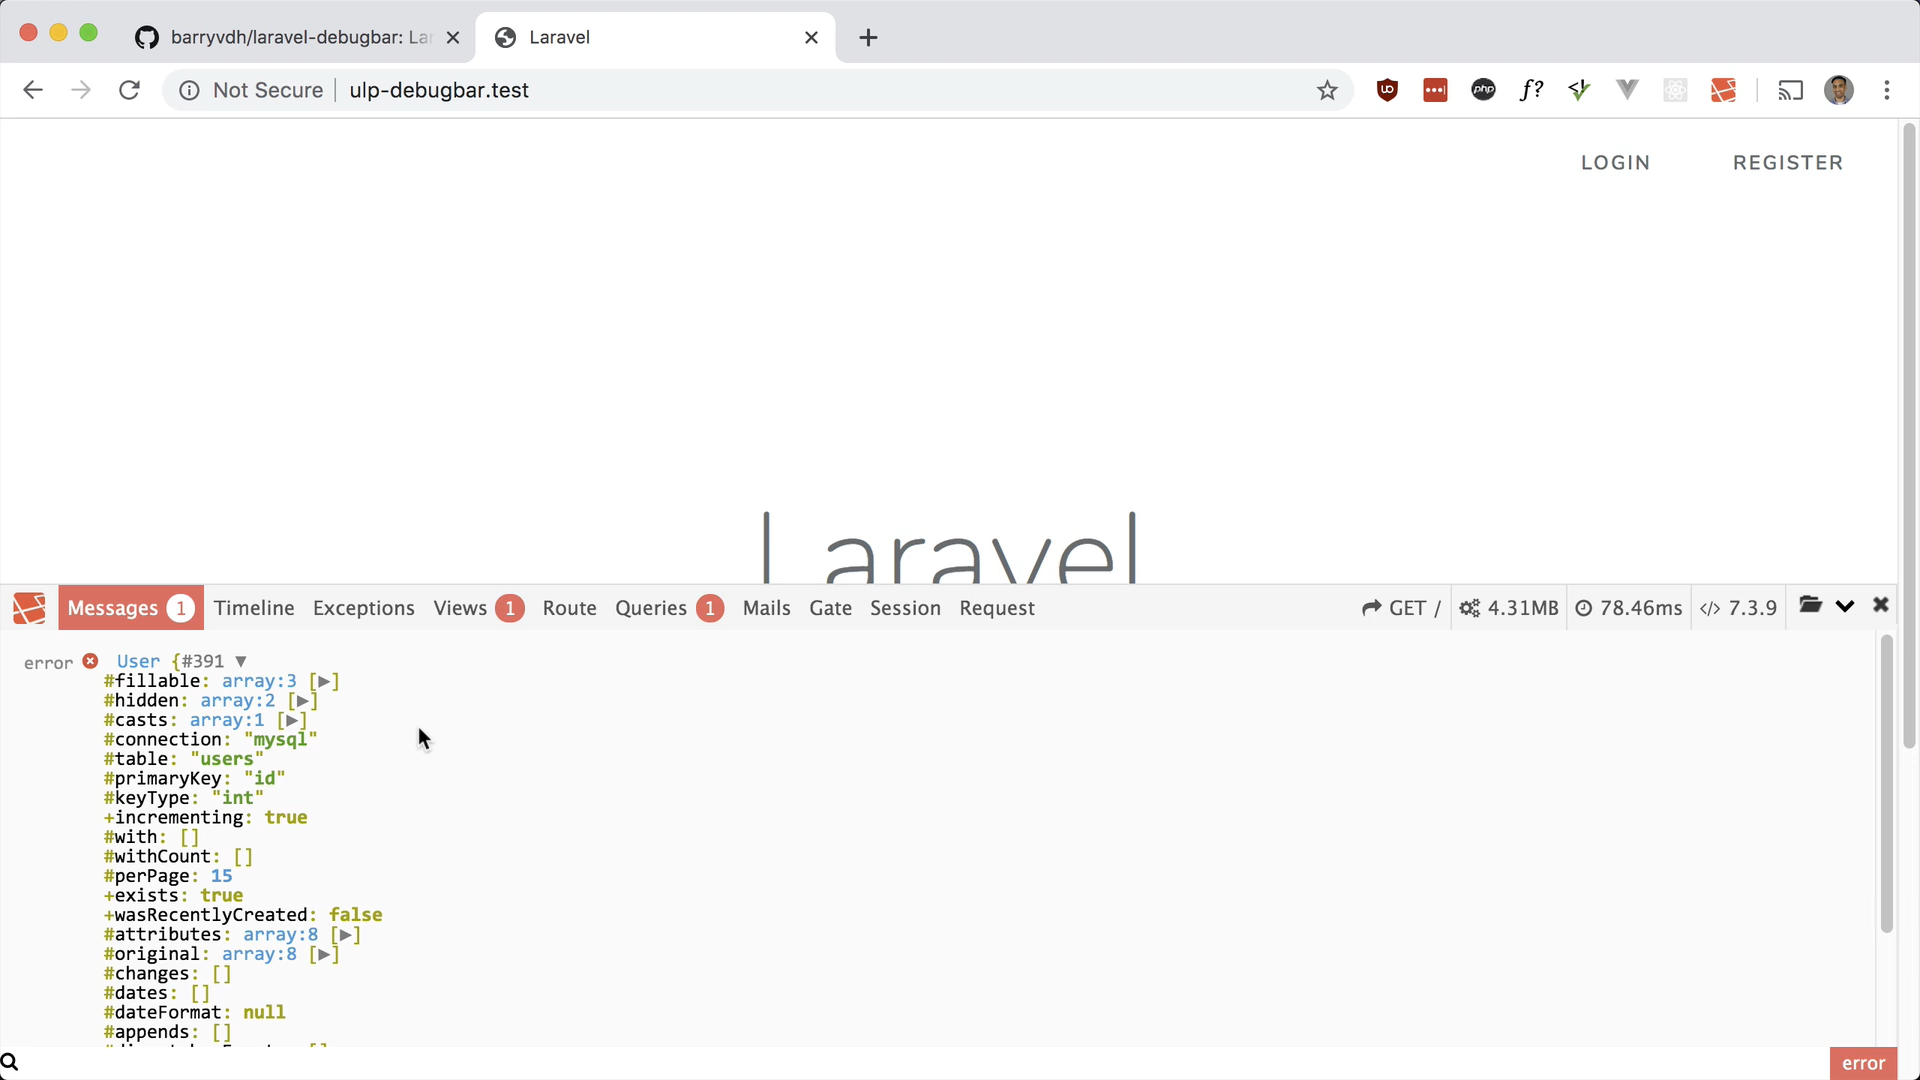 barryvdh/laravel-debugbar: La
Laravel
Not Secure
ulp-debugbar.test
php
f?
LOGIN REGISTER
Laravel
Messages 1 Timeline Exceptions Views 1 Route Queries 1 Mails Gate Session Request GET / 4.31MB 78.46ms 7.3.9
error User {#391 ▼
#fillable: array:3 [▶]
#hidden: array:2 [▶]
#casts: array:1 [▶]
#connection: "mysql"
#table: "users"
#primaryKey: "id"
#keyType: "int"
+incrementing: true
#with: []
#withCount: []
#perPage: 15
+exists: true
+wasRecentlyCreated: false
#attributes: array:8 [▶]
#original: array:8 [▶]
#changes: []
#dates: []
#dateFormat: null
#appends: []
error